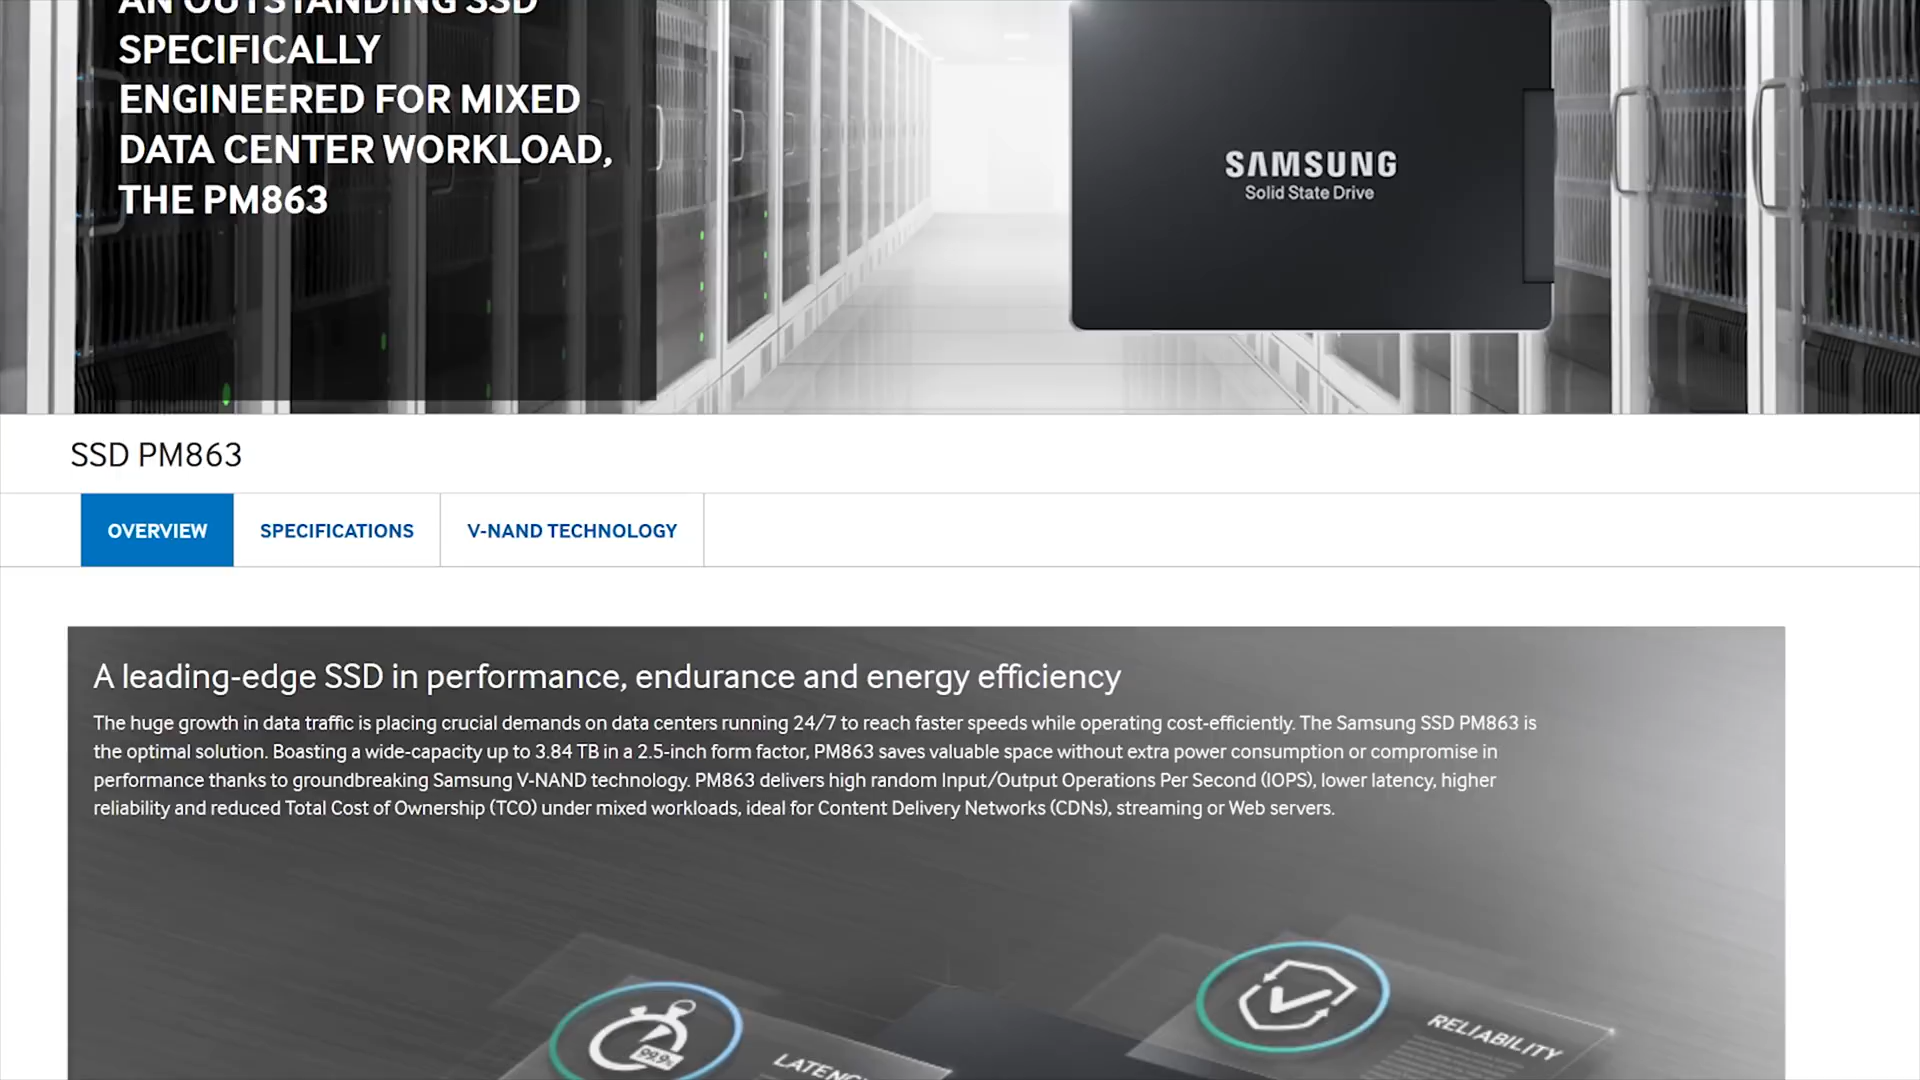 AN OUTSTANDING SSD
SPECIFICALLY
ENGINEERED FOR MIXED
DATA CENTER WORKLOAD,
THE PM863
SAMSUNG
Solid State Drive
SSD PM863
OVERVIEW
SPECIFICATIONS
V-NAND TECHNOLOGY
A leading-edge SSD in performance, endurance and energy efficiency
The huge growth in data traffic is placing crucial demands on data centers running 24/7 to reach faster speeds while operating cost-efficiently. The Samsung SSD PM863 is
the optimal solution. Boasting a wide-capacity up to 3.84 TB in a 2.5-inch form factor, PM863 saves valuable space without extra power consumption or compromise in
performance thanks to groundbreaking Samsung V-NAND technology. PM863 delivers high random Input/Output Operations Per Second (IOPS), lower latency, higher
reliability and reduced Total Cost of Ownership (TCO) under mixed workloads, ideal for Content Delivery Networks (CDNs), streaming or Web servers.
RELIABILITY
LATENCY